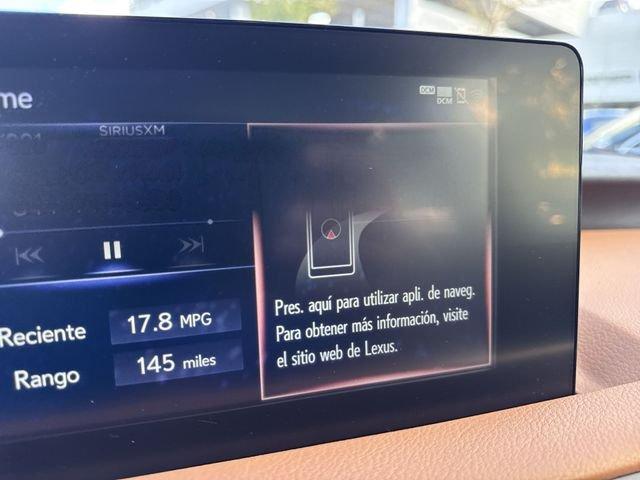 me
SIRIUSXM
DCM
DCM
Pres. aquí para utilizar apli. de naveg.
Para obtener más información, visite
el sitio web de Lexus.
Reciente 17.8 MPG
Rango 145 miles